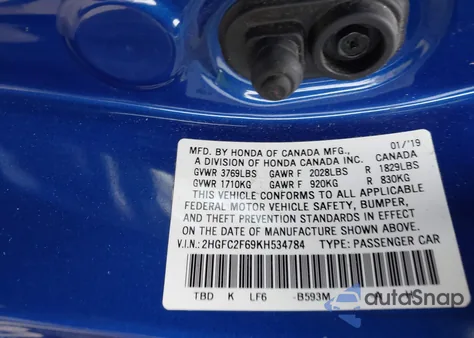 MFD. BY HONDA OF CANADA MFG., 01/'19
A DIVISION OF HONDA CANADA INC. CANADA
GVWR 3769LBS GAWR F 2028LBS R 1829LBS
GVWR 1710KG GAWR F 920KG R 830KG
THIS VEHICLE CONFORMS TO ALL APPLICABLE
FEDERAL MOTOR VEHICLE SAFETY, BUMPER,
AND THEFT PREVENTION STANDARDS IN EFFECT
ON THE DATE OF MANUFACTURE SHOWN ABOVE.
V.I.N.: 2HGFC2F69KH534784 TYPE: PASSENGER CAR
TBD K LF6 -B593M
autoSnap